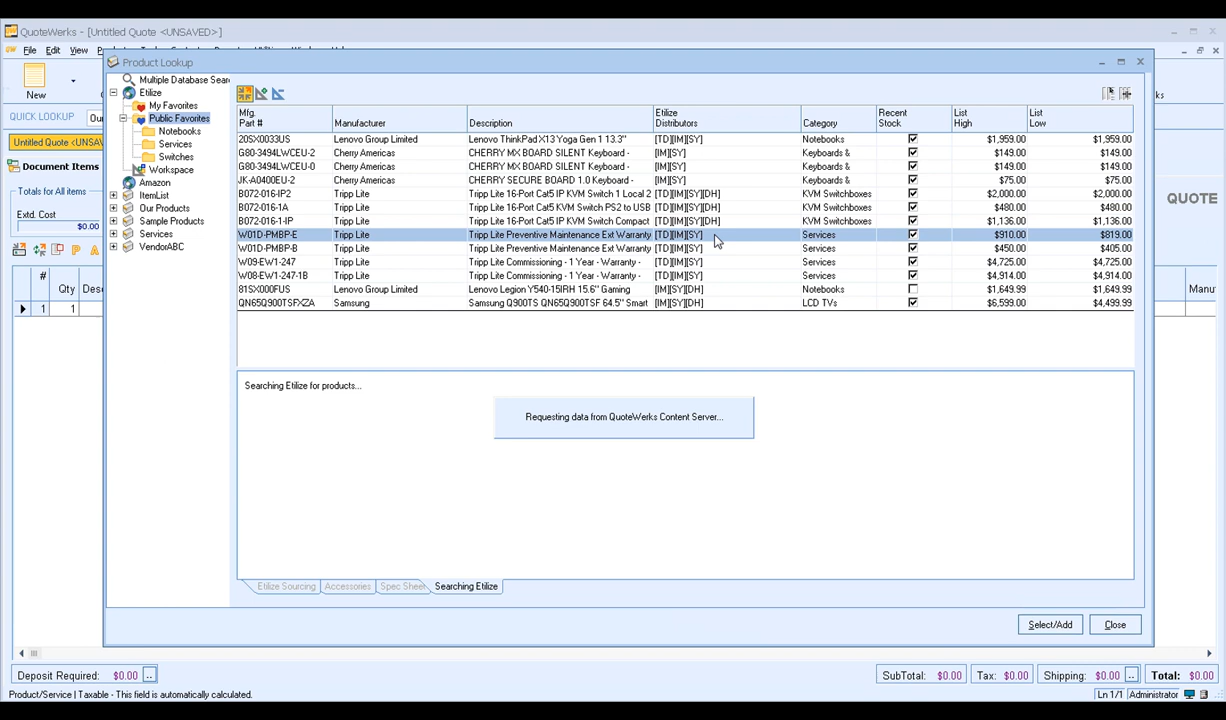 QuoteWerks - [Untitled Quote <UNSAVED>]
File Edit View
Product Lookup
New
QUICK LOOKUP
Untitled Quote <UNSAV
Document Items
Totals for All items
Extd. Cost
$0.00
# Qty Desc
1 1
Multiple Database Sear
Etilize
My Favorites
Public Favorites
Notebooks
Services
Switches
Workspace
Amazon
ItemList
Our Products
Sample Products
Services
VendorABC
Mfg. Part # Manufacturer Description Etilize Distributors Category Recent Stock List High List Low
20SX0033US Lenovo Group Limited Lenovo ThinkPad X13 Yoga Gen 1 13.3" [TD][IM][SY] Notebooks $1,959.00 $1,959.00
G80-3494LWCEU-2 Cherry Americas CHERRY MX BOARD SILENT Keyboard - [IM][SY] Keyboards & $149.00 $149.00
G80-3494LWCEU-0 Cherry Americas CHERRY MX BOARD SILENT Keyboard - [IM][SY] Keyboards & $149.00 $149.00
JK-A0400EU-2 Cherry Americas CHERRY SECURE BOARD 1.0 Keyboard - [IM][SY] Keyboards & $75.00 $75.00
B072-016-IP2 Tripp Lite Tripp Lite 16-Port Cat5 IP KVM Switch 1 Local 2 [TD][IM][SY][DH] KVM Switchboxes $2,000.00 $2,000.00
B072-016-1A Tripp Lite Tripp Lite 16-Port Cat5 KVM Switch PS2 to USB [TD][IM][SY][DH] KVM Switchboxes $480.00 $480.00
B072-016-1-IP Tripp Lite Tripp Lite 16-Port Cat5 IP KVM Switch Compact [TD][IM][SY][DH] KVM Switchboxes $1,136.00 $1,136.00
W01D-PMBP-E Tripp Lite Tripp Lite Preventive Maintenance Ext Warranty [TD][IM][SY] Services $910.00 $819.00
W01D-PMBP-B Tripp Lite Tripp Lite Preventive Maintenance Ext Warranty [TD][IM][SY] Services $450.00 $405.00
W09-EW1-247 Tripp Lite Tripp Lite Commissioning - 1 Year - Warranty - [TD][IM][SY] Services $4,725.00 $4,725.00
W08-EW1-247-1B Tripp Lite Tripp Lite Commissioning - 1 Year - Warranty - [TD][IM][SY] Services $4,914.00 $4,914.00
81SX000FUS Lenovo Group Limited Lenovo Legion Y540-15IRH 15.6" Gaming [IM][SY][DH] Notebooks $1,649.99 $1,649.99
QN65Q900TSFXZA Samsung Samsung Q900TS QN65Q900TSF 64.5" Smart [IM][SY][DH] LCD TVs $6,599.00 $4,499.99
Searching Etilize for products...
Requesting data from QuoteWerks Content Server...
Etilize Sourcing Accessories Spec Sheet Searching Etilize
Select/Add Close
QUOTE
Manu
Deposit Required: $0.00 .. SubTotal: $0.00 Tax: $0.00 Shipping: $0.00 .. Total: $0.00
Product/Service | Taxable - This field is automatically calculated. Ln 1/1 Administrator